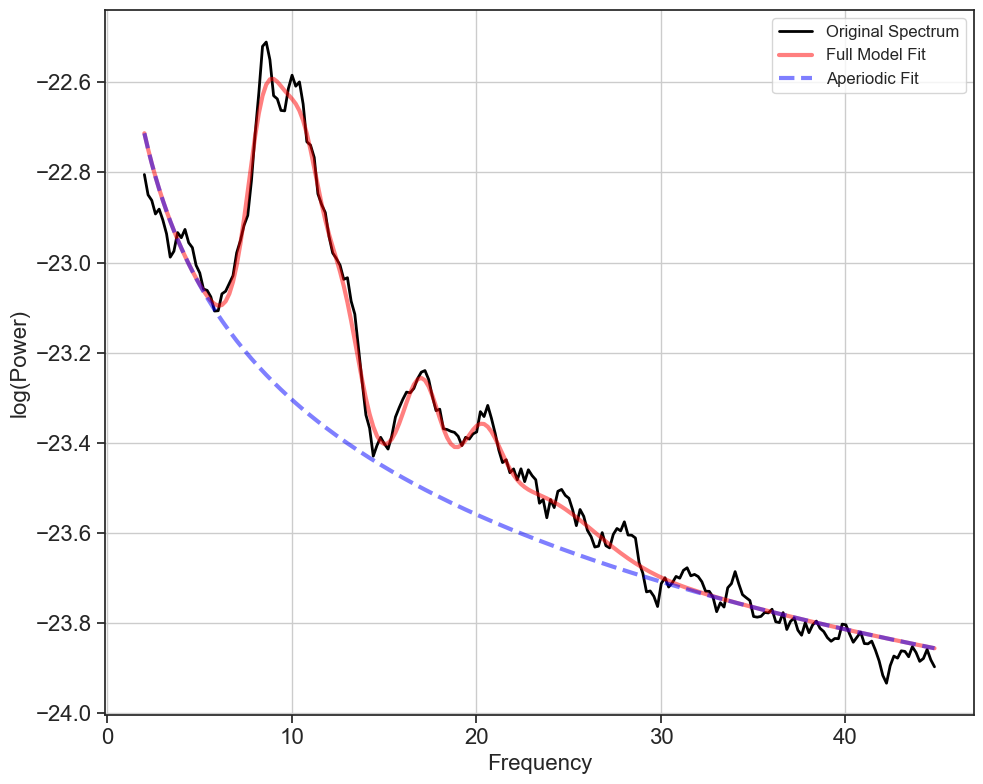 Original Spectrum
Full Model Fit
Aperiodic Fit
−22.6
−22.8
−23.0
−23.2
−23.4
−23.6
−23.8
−24.0
log(Power)
0 10 20 30 40
Frequency